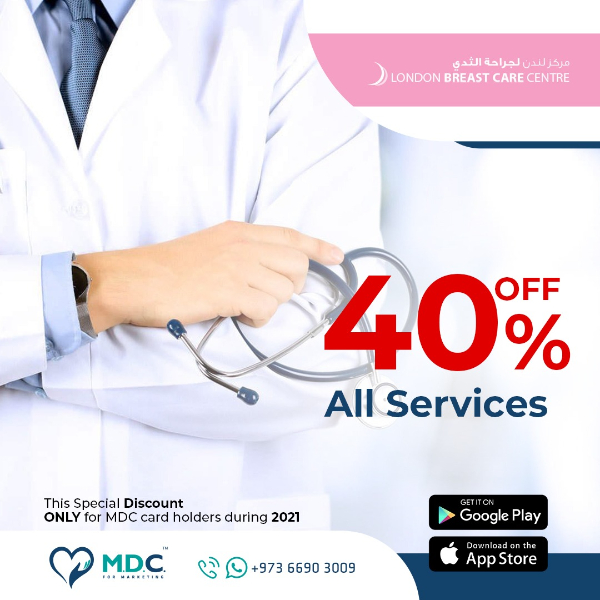 مركز لندن لجراحة الثدي
LONDON BREAST CARE CENTRE
40% OFF
All Services
This Special Discount
ONLY for MDC card holders during 2021
GET IT ON
Google Play
Download on the
App Store
M.D.C. ™
FOR MARKETING
+973 6690 3009